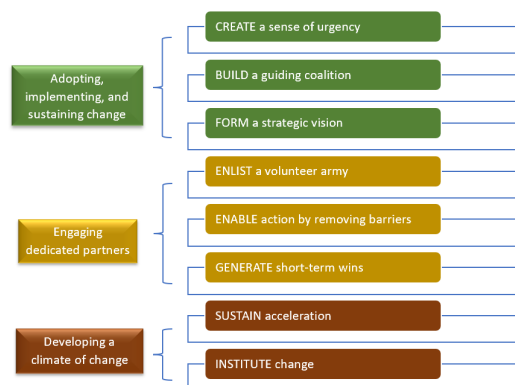 Adopting,
implementing, and
sustaining change
CREATE a sense of urgency
BUILD a guiding coalition
FORM a strategic vision
Engaging
dedicated partners
ENLIST a volunteer army
ENABLE action by removing barriers
GENERATE short-term wins
Developing a
climate of change
SUSTAIN acceleration
INSTITUTE change